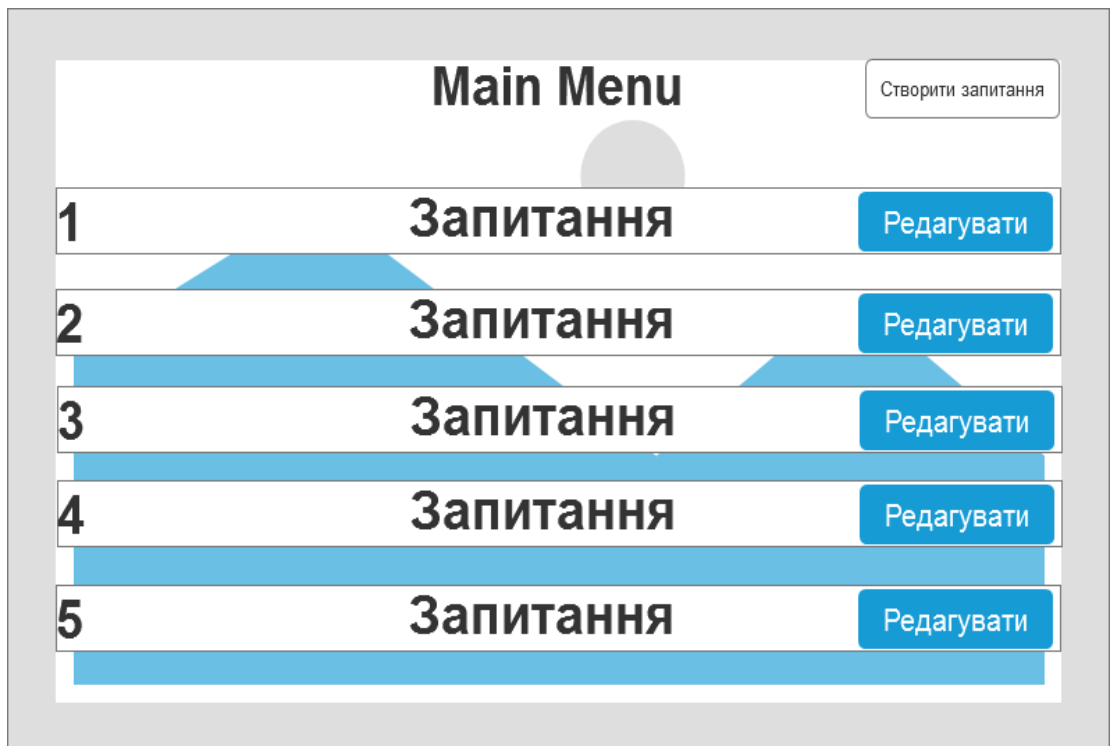 Main Menu
Створити запитання
1 Запитання Редагувати
2 Запитання Редагувати
3 Запитання Редагувати
4 Запитання Редагувати
5 Запитання Редагувати